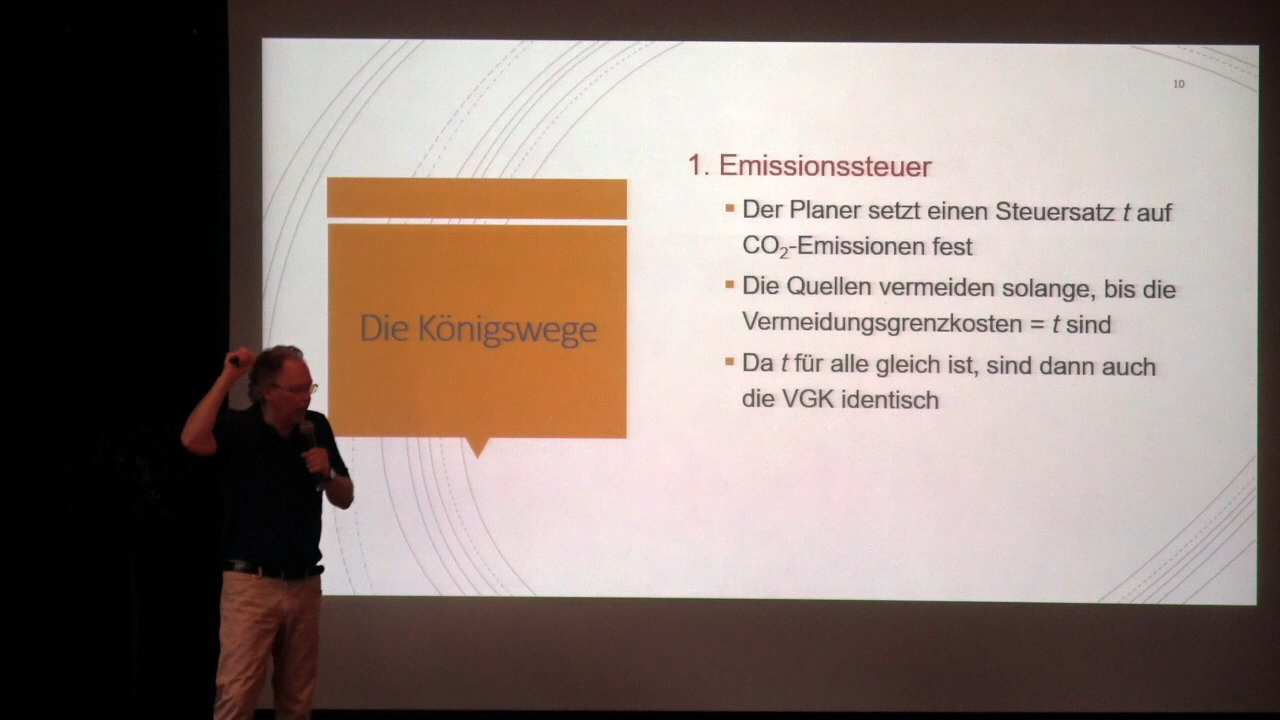 10
Die Königswege
1. Emissionssteuer
▪ Der Planer setzt einen Steuersatz t auf
CO₂-Emissionen fest
▪ Die Quellen vermeiden solange, bis die
Vermeidungsgrenzkosten = t sind
▪ Da t für alle gleich ist, sind dann auch
die VGK identisch